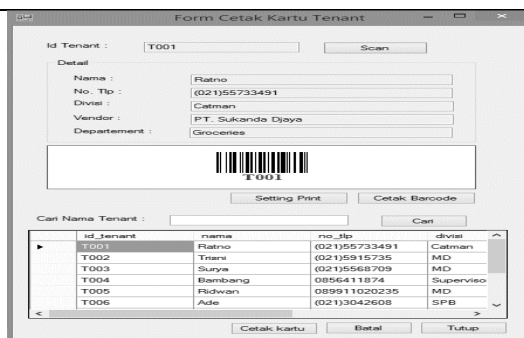 Form Cetak Kartu Tenant
Id Tenant : T001 Scan
Detail
Nama : Ratno
No. Tlp : (021)55733491
Divisi : Catman
Vendor : PT. Sukanda Djaya
Departement : Groceries
T001
Setting Print Cetak Barcode
Cari Nama Tenant : Cari
id_tenant nama no_tlp divisi
T001 Ratno (021)55733491 Catman
T002 Trisni (021)5915735 MD
T003 Surya (021)5568709 MD
T004 Bambang 0856411874 Superviso
T005 Ridwan 089911020235 MD
T006 Ade (021)3042608 SPB
Cetak kartu Batal Tutup